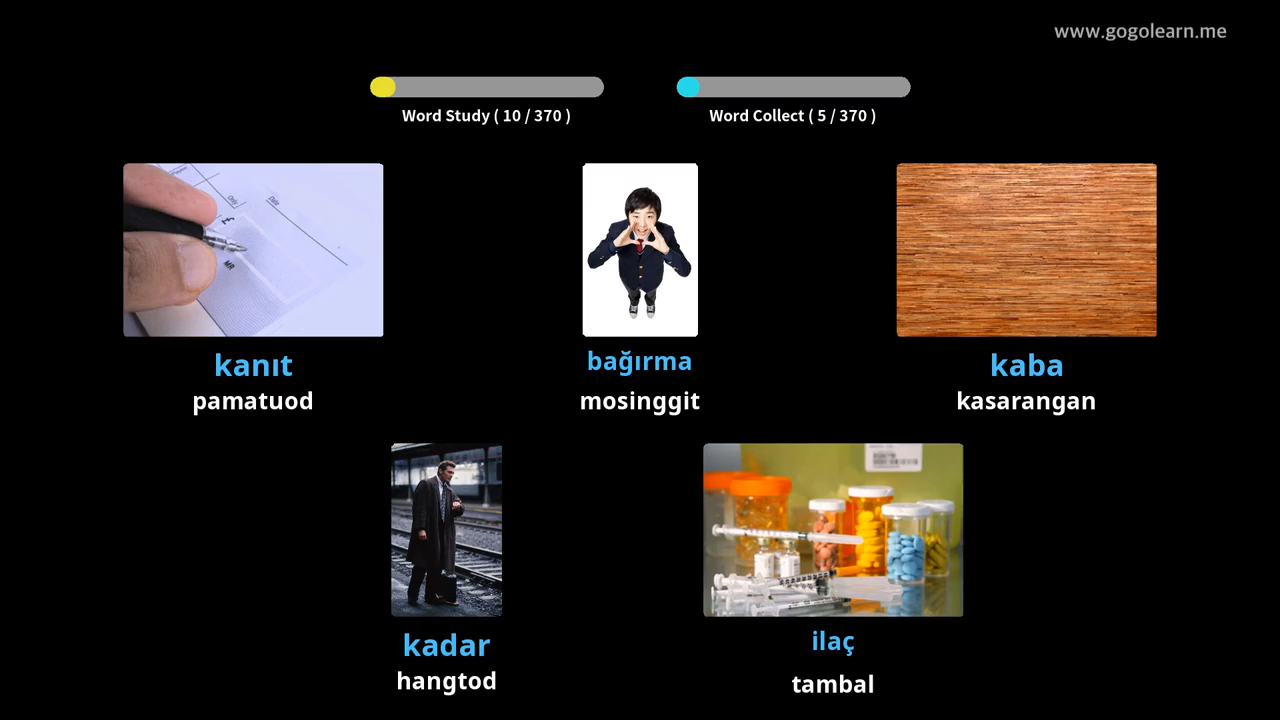 www.gogolearn.me
Word Study ( 10 / 370 )
Word Collect ( 5 / 370 )
kanıt
pamatuod
bağırma
mosinggit
kaba
kasarangan
kadar
hangtod
ilaç
tambal